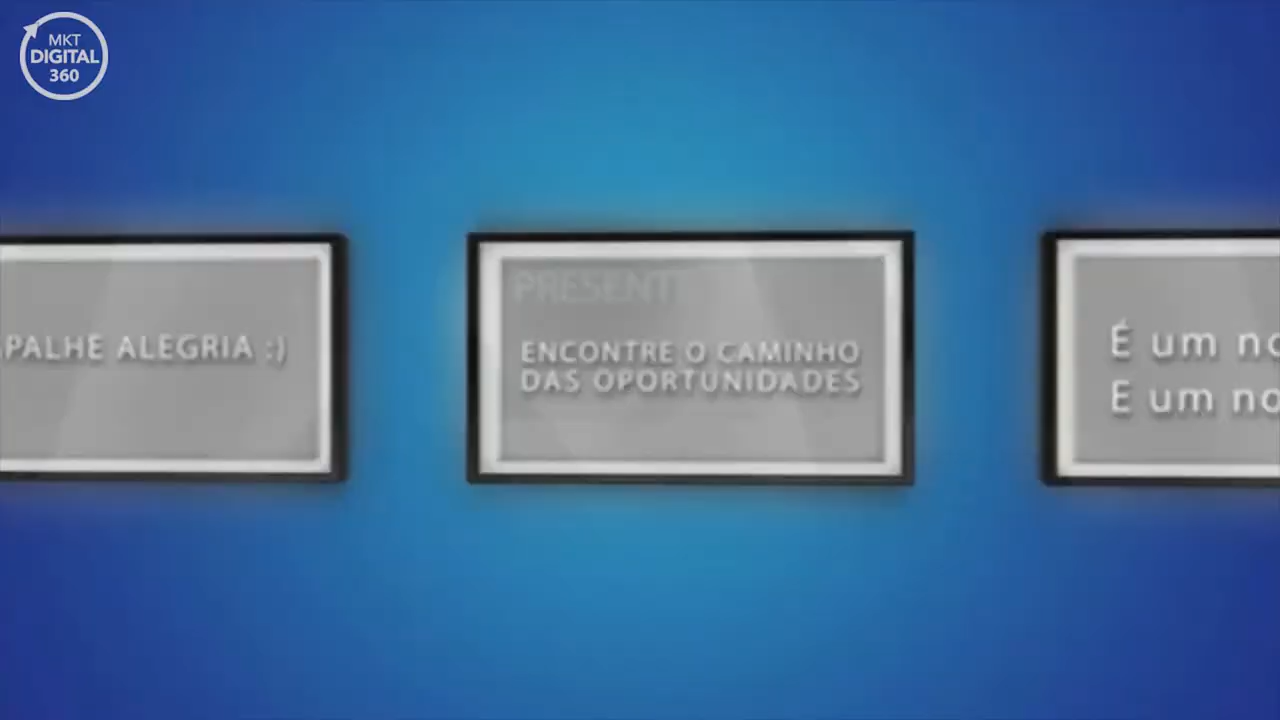 MKT
DIGITAL
360
PALHE ALEGRIA :)
PRESENT
ENCONTRE O CAMINHO
DAS OPORTUNIDADES
É um no
E um no